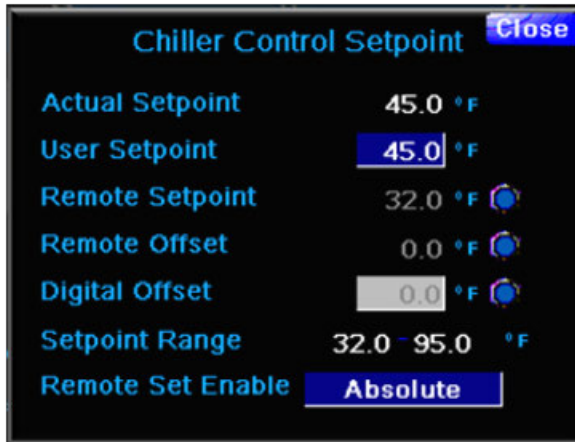 Chiller Control Setpoint Close
Actual Setpoint 45.0 °F
User Setpoint 45.0 °F
Remote Setpoint 32.0 °F
Remote Offset 0.0 °F
Digital Offset 0.0 °F
Setpoint Range 32.0 - 95.0 °F
Remote Set Enable Absolute